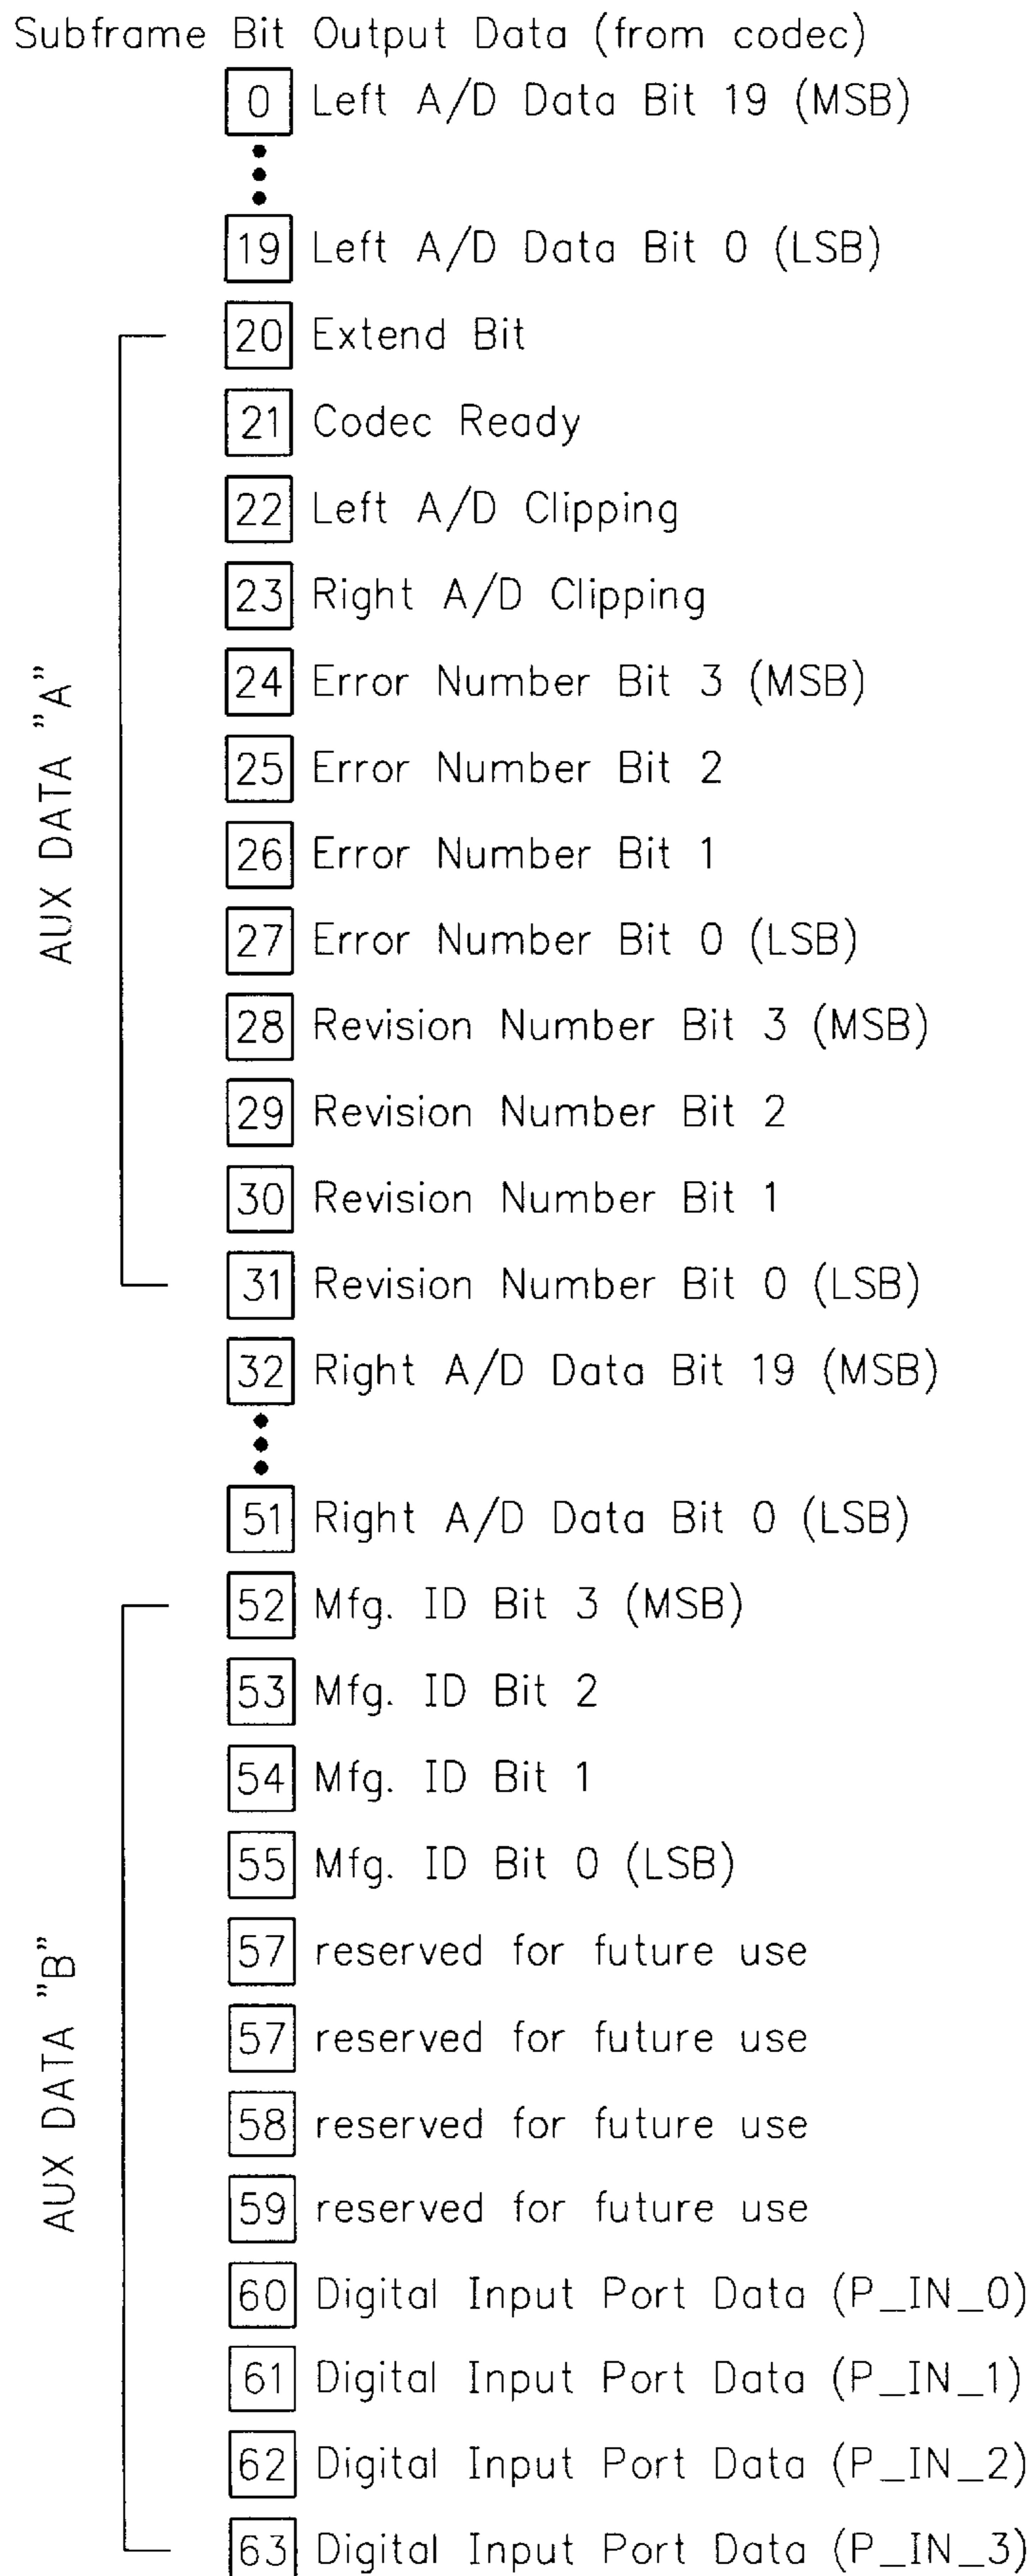 Subframe Bit Output Data (from codec)
0 Left A/D Data Bit 19 (MSB)
19 Left A/D Data Bit 0 (LSB)
AUX DATA "A"
20 Extend Bit
21 Codec Ready
22 Left A/D Clipping
23 Right A/D Clipping
24 Error Number Bit 3 (MSB)
25 Error Number Bit 2
26 Error Number Bit 1
27 Error Number Bit 0 (LSB)
28 Revision Number Bit 3 (MSB)
29 Revision Number Bit 2
30 Revision Number Bit 1
31 Revision Number Bit 0 (LSB)
32 Right A/D Data Bit 19 (MSB)
51 Right A/D Data Bit 0 (LSB)
AUX DATA "B"
52 Mfg. ID Bit 3 (MSB)
53 Mfg. ID Bit 2
54 Mfg. ID Bit 1
55 Mfg. ID Bit 0 (LSB)
57 reserved for future use
57 reserved for future use
58 reserved for future use
59 reserved for future use
60 Digital Input Port Data (P_IN_0)
61 Digital Input Port Data (P_IN_1)
62 Digital Input Port Data (P_IN_2)
63 Digital Input Port Data (P_IN_3)